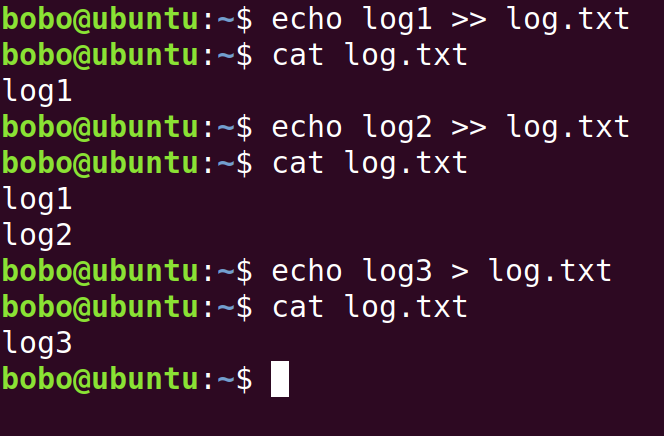 bobo@ubuntu:~$ echo log1 >> log.txt
bobo@ubuntu:~$ cat log.txt
log1
bobo@ubuntu:~$ echo log2 >> log.txt
bobo@ubuntu:~$ cat log.txt
log1
log2
bobo@ubuntu:~$ echo log3 > log.txt
bobo@ubuntu:~$ cat log.txt
log3
bobo@ubuntu:~$